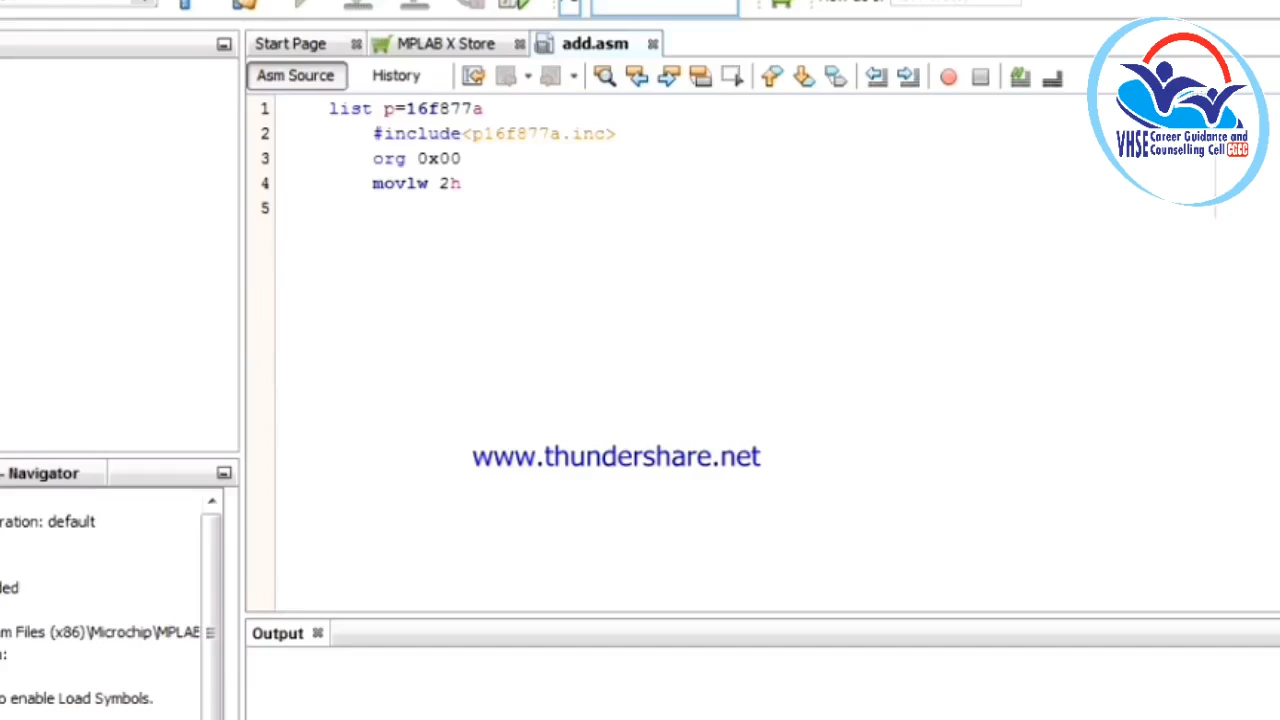 Start Page
MPLAB X Store
add.asm
Asm Source
History
1 list p=16f877a
2 #include<p16f877a.inc>
3 org 0x00
4 movlw 2h
5
VHSE Career Guidance and
Counselling Cell CGCC
www.thundershare.net
- Navigator
ration: default
ded
m Files (x86)\Microchip\MPLAE
:
o enable Load Symbols.
Output